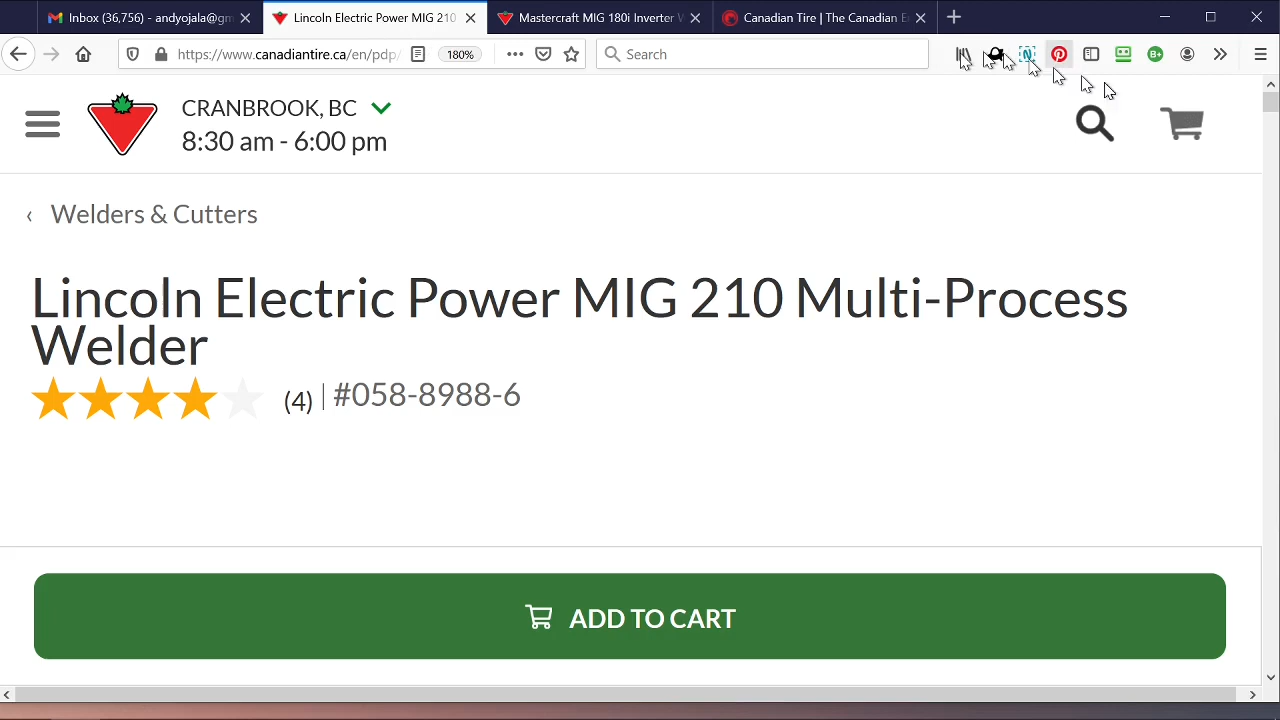 Inbox (36,756) - andyojala@gm
Lincoln Electric Power MIG 210
Mastercraft MIG 180i Inverter W
Canadian Tire | The Canadian E
https://www.canadiantire.ca/en/pdp/
180%
Search
CRANBROOK, BC
8:30 am - 6:00 pm
‹ Welders & Cutters
Lincoln Electric Power MIG 210 Multi-Process
Welder
(4) | #058-8988-6
ADD TO CART